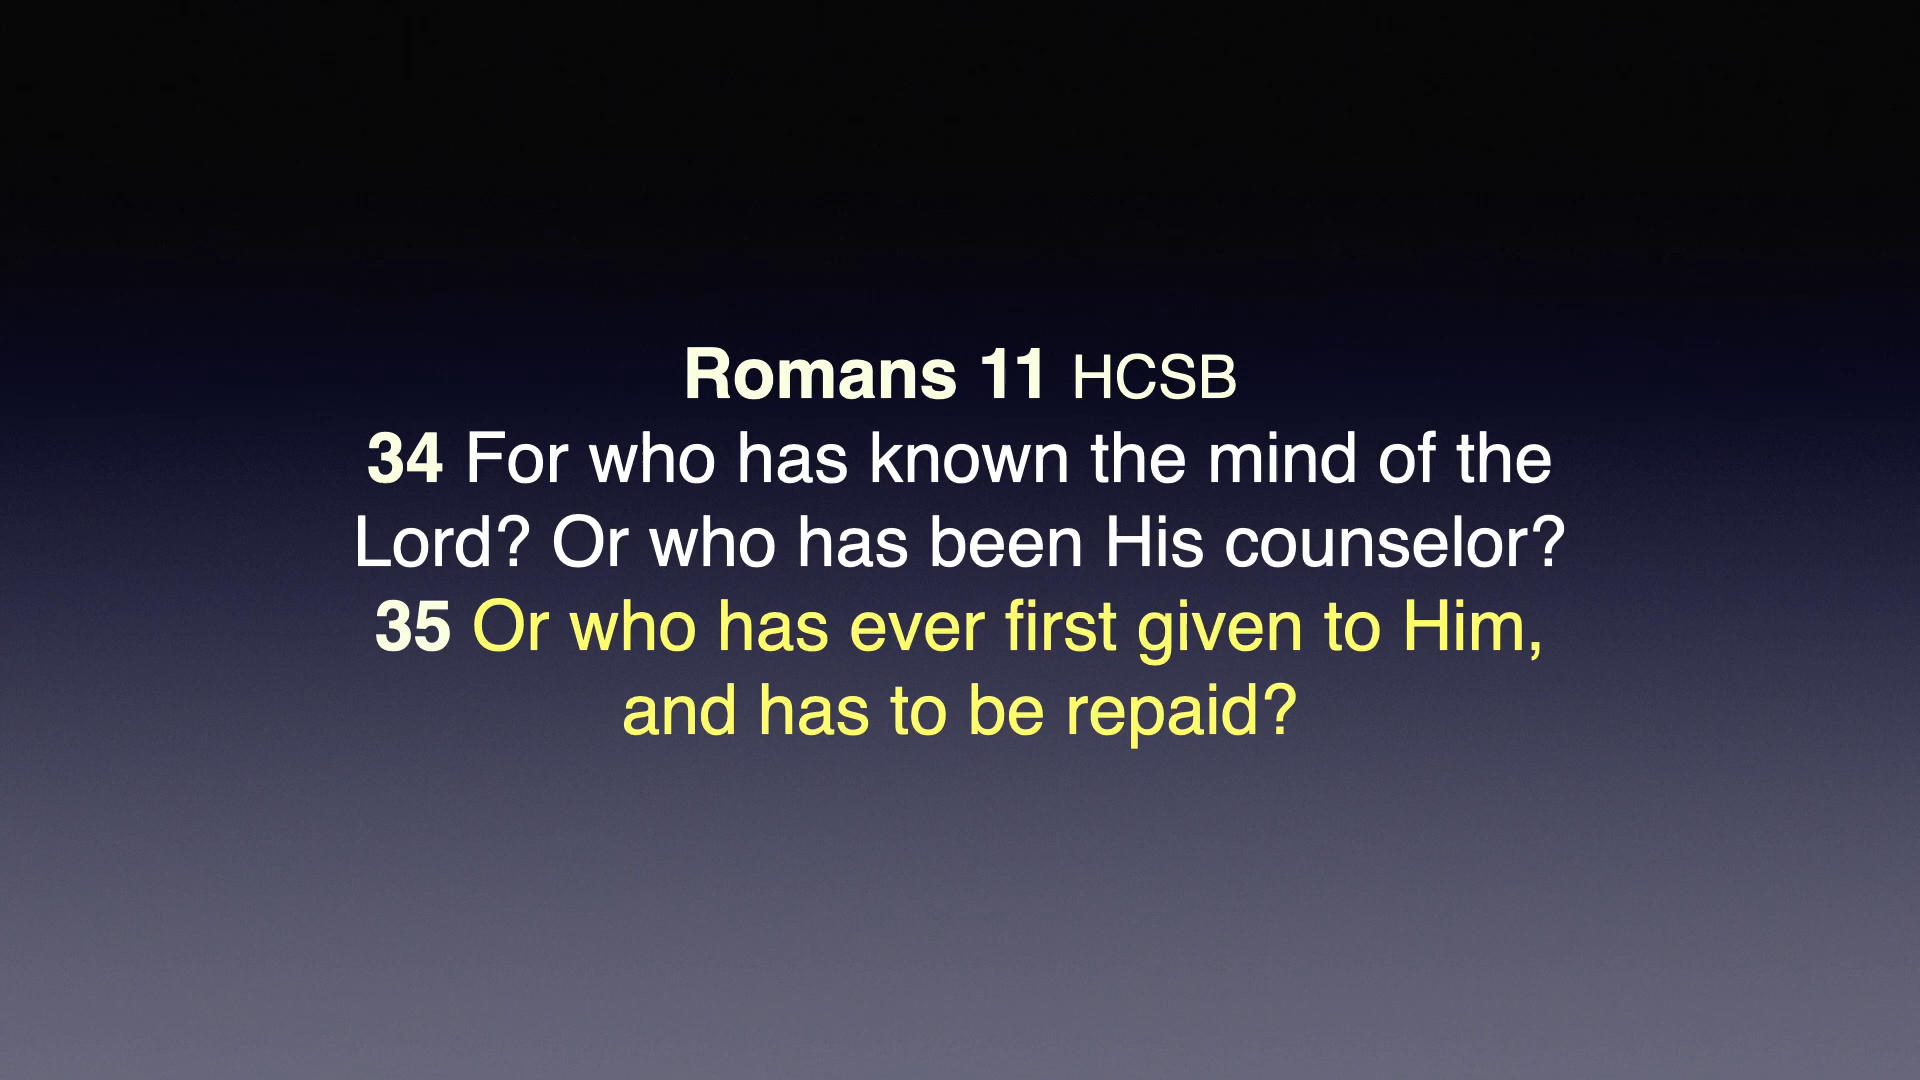 Romans 11 HCSB
34 For who has known the mind of the
Lord? Or who has been His counselor?
35 Or who has ever first given to Him,
and has to be repaid?